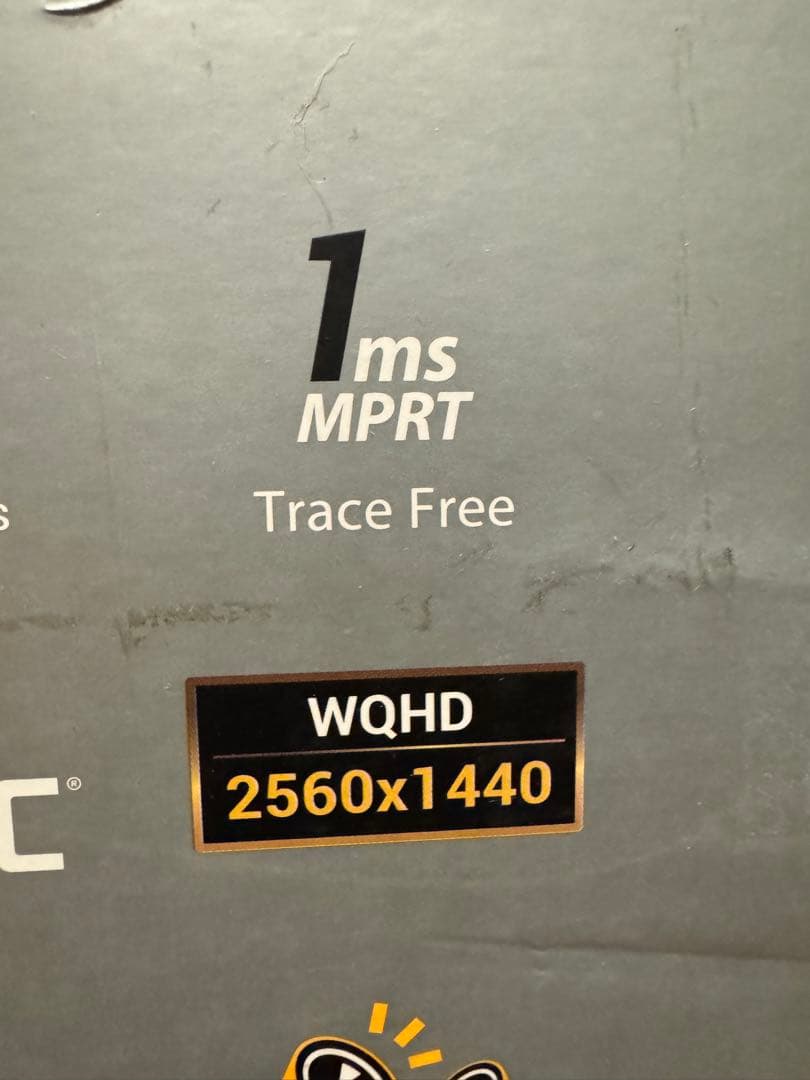 1ms
MPRT
Trace Free
s
WQHD
2560x1440
C®